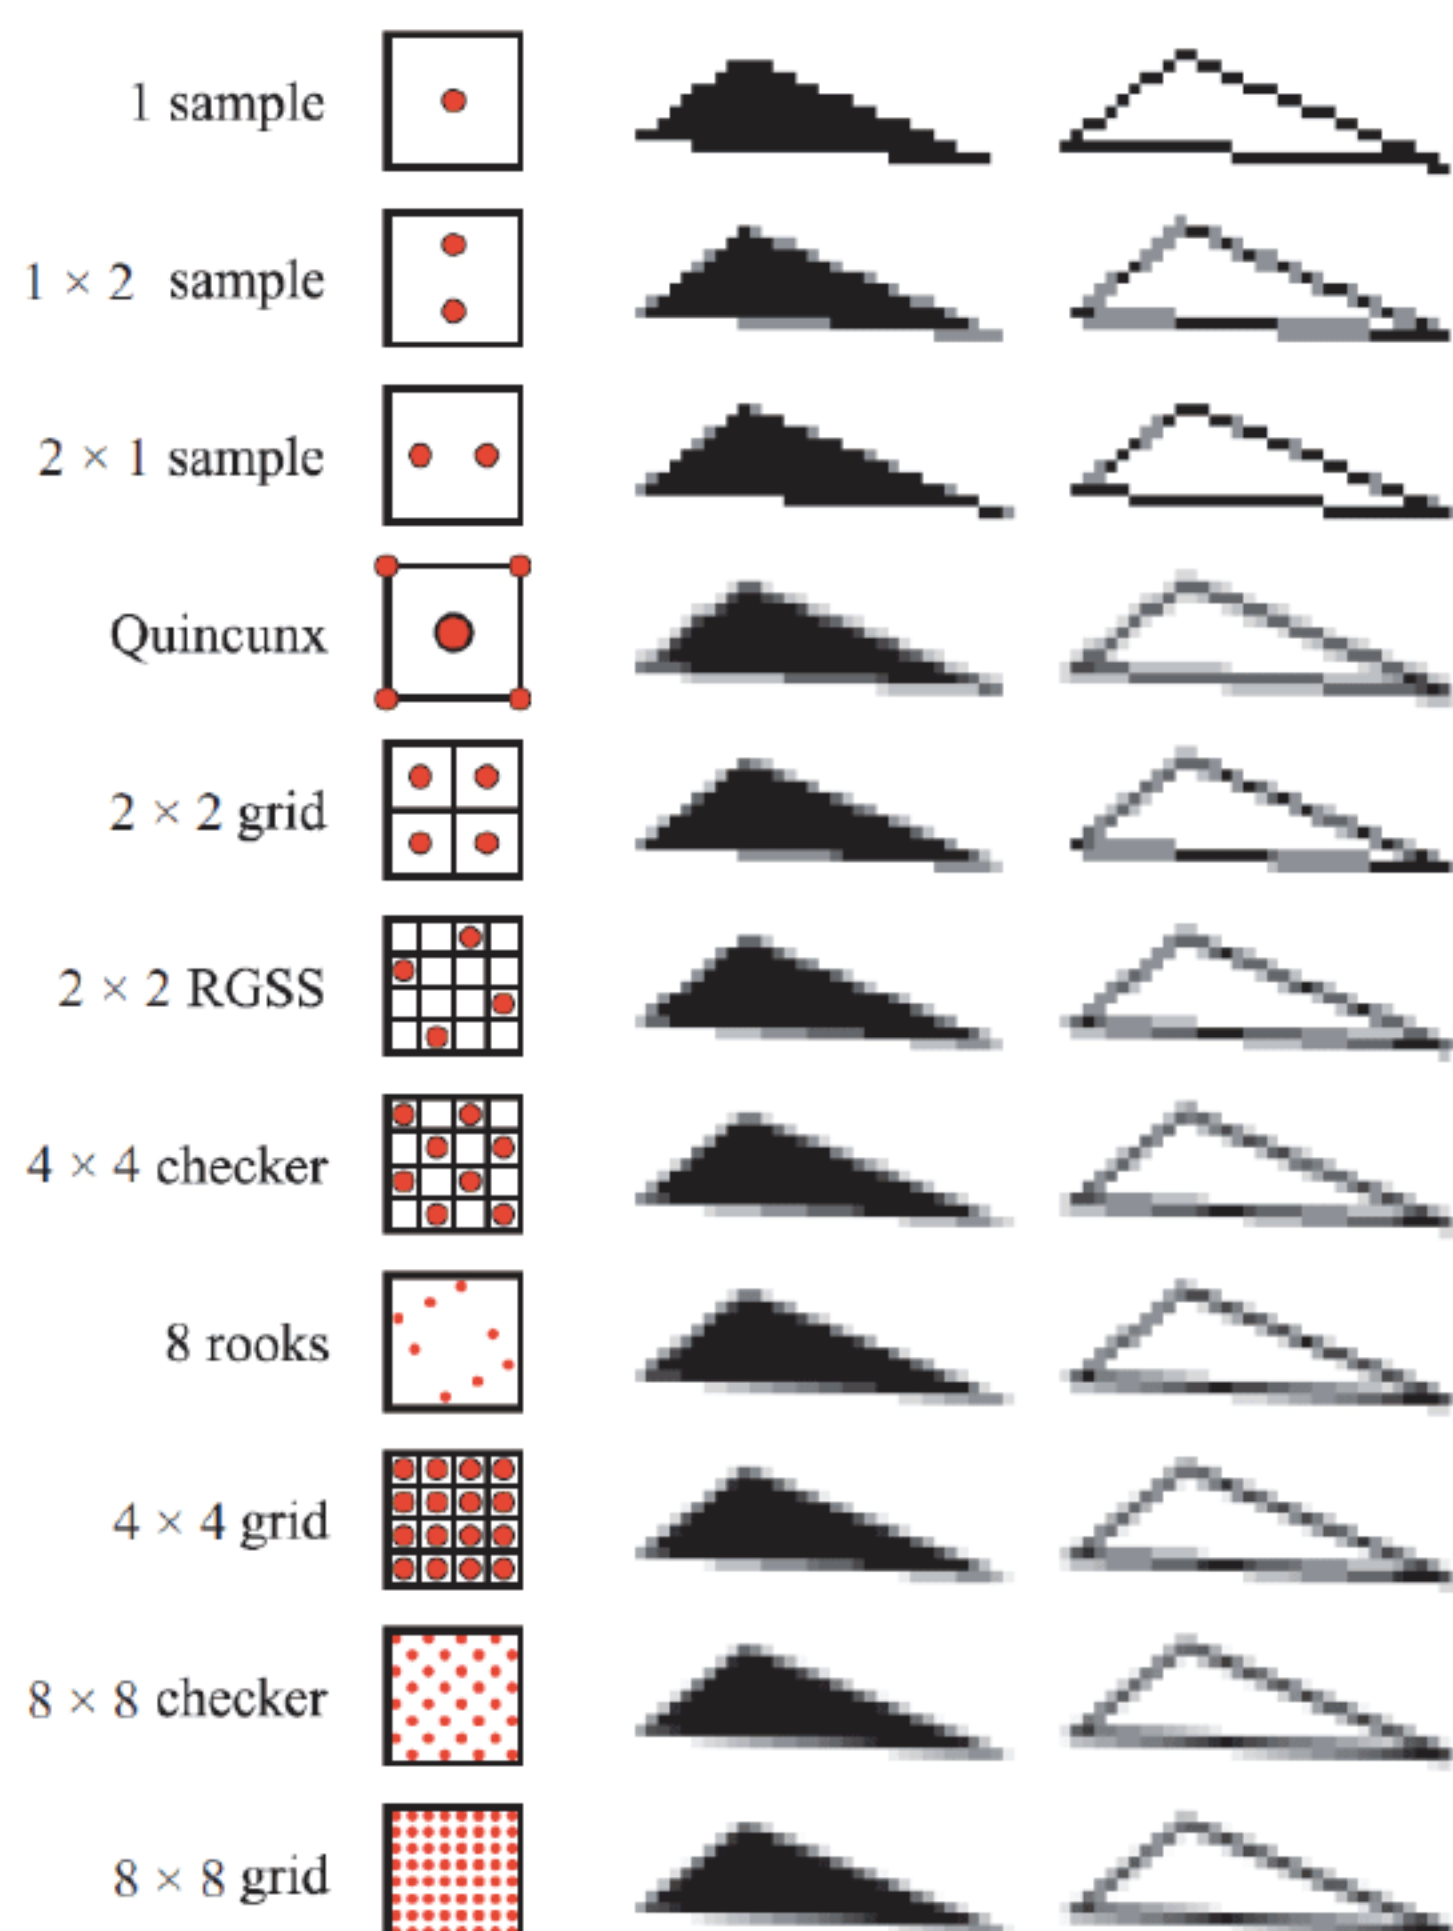 1 sample
1 × 2 sample
2 × 1 sample
Quincunx
2 × 2 grid
2 × 2 RGSS
4 × 4 checker
8 rooks
4 × 4 grid
8 × 8 checker
8 × 8 grid